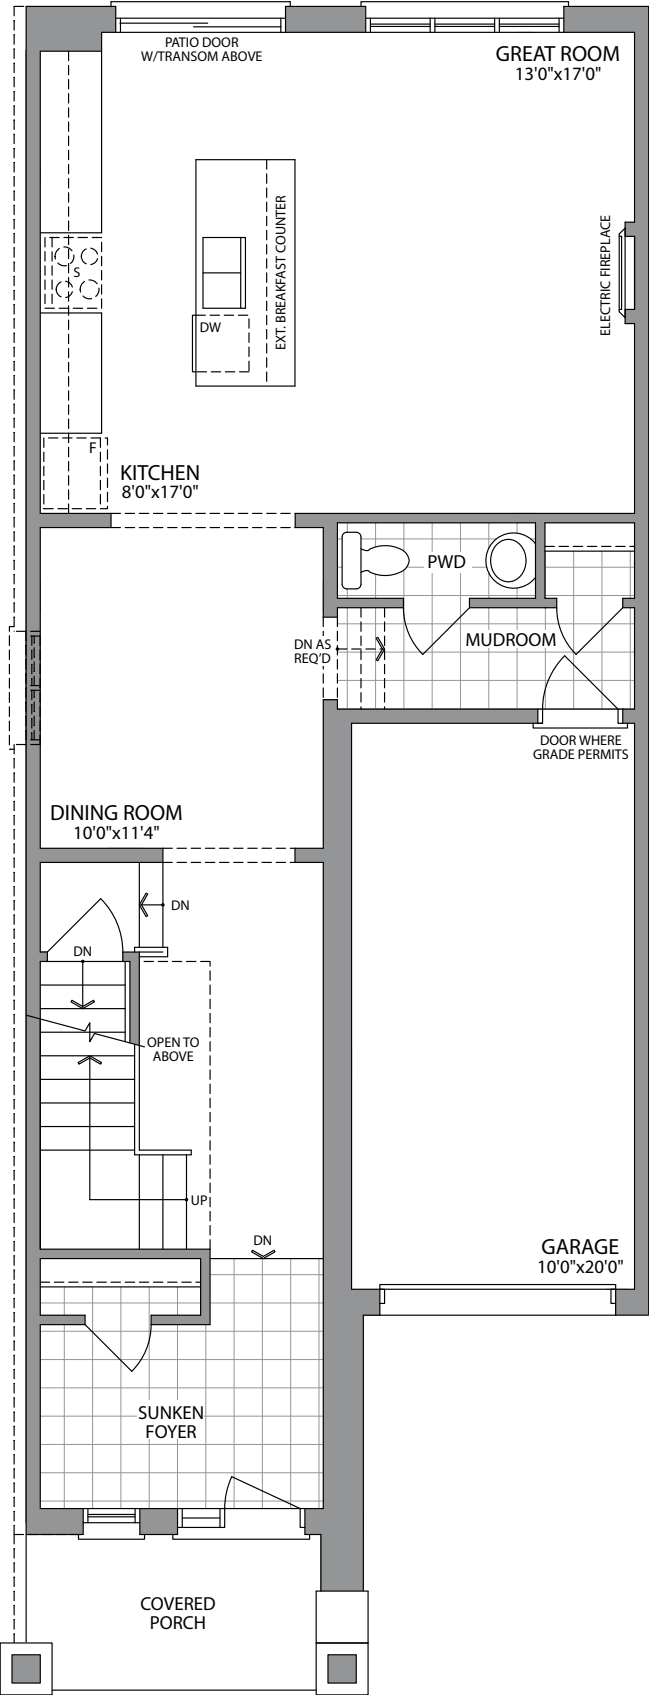 PATIO DOOR
W/TRANSOM ABOVE
GREAT ROOM
13'0"x17'0"
ELECTRIC FIREPLACE
EXT. BREAKFAST COUNTER
S
DW
F
KITCHEN
8'0"x17'0"
PWD
DN AS
REQ'D
MUDROOM
DOOR WHERE
GRADE PERMITS
DINING ROOM
10'0"x11'4"
DN
DN
OPEN TO
ABOVE
UP
DN
GARAGE
10'0"x20'0"
SUNKEN
FOYER
COVERED
PORCH